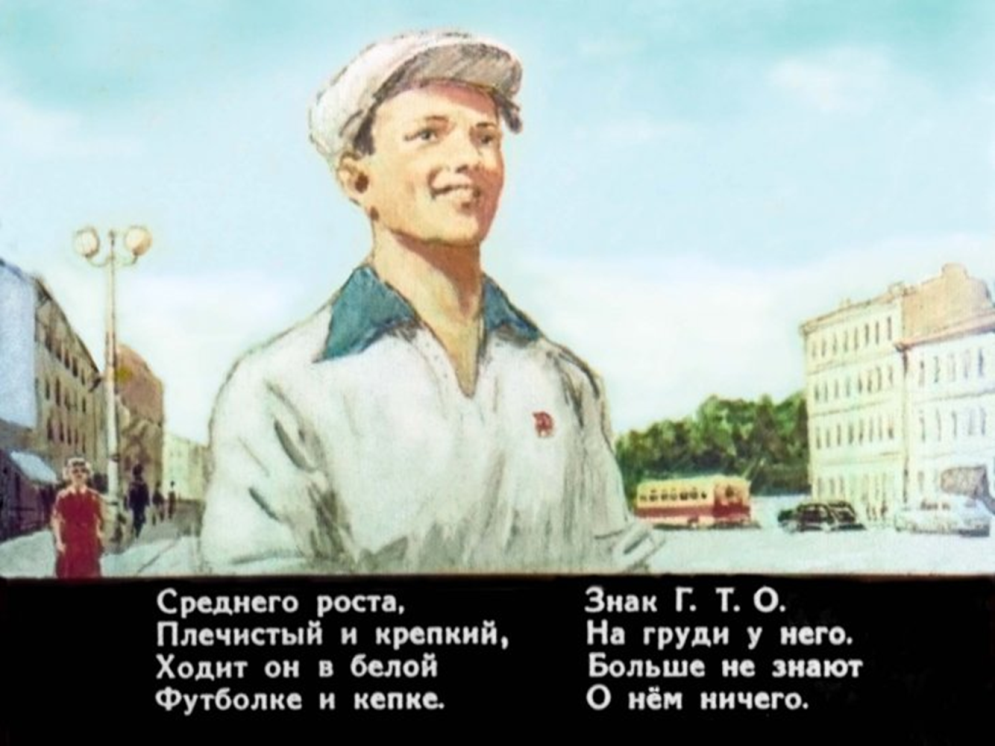 Среднего роста,
Плечистый и крепкий,
Ходит он в белой
Футболке и кепке.
Знак Г. Т. О.
На груди у него.
Больше не знают
О нём ничего.